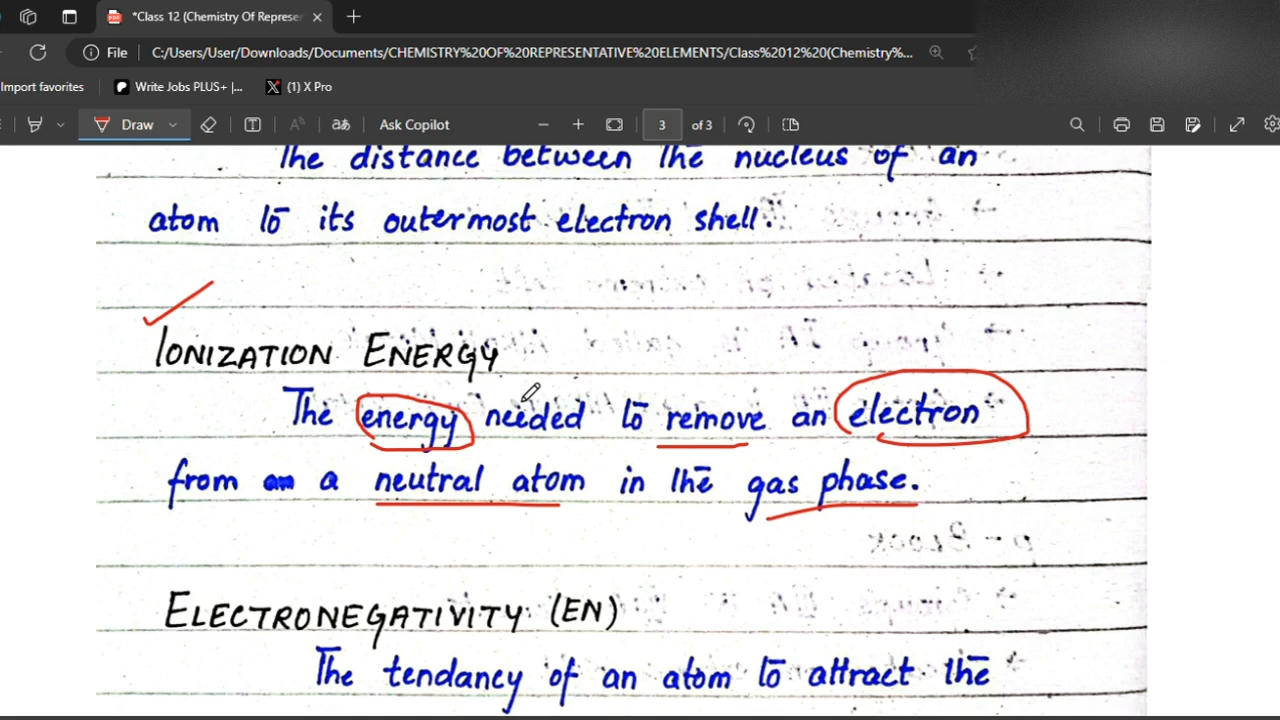 *Class 12 (Chemistry Of Represer
File C:/Users/User/Downloads/Documents/CHEMISTRY%20OF%20REPRESENTATIVE%20ELEMENTS/Class%2012%20(Chemistry%...
Import favorites Write Jobs PLUS+ |... (1) X Pro
Draw aあ Ask Copilot 3 of 3
The distance between the nucleus of an
atom to its outermost electron shell.
IONIZATION ENERGY
The energy needed to remove an electron
from a neutral atom in the gas phase.
ELECTRONEGATIVITY (EN)
The tendancy of an atom to attract the